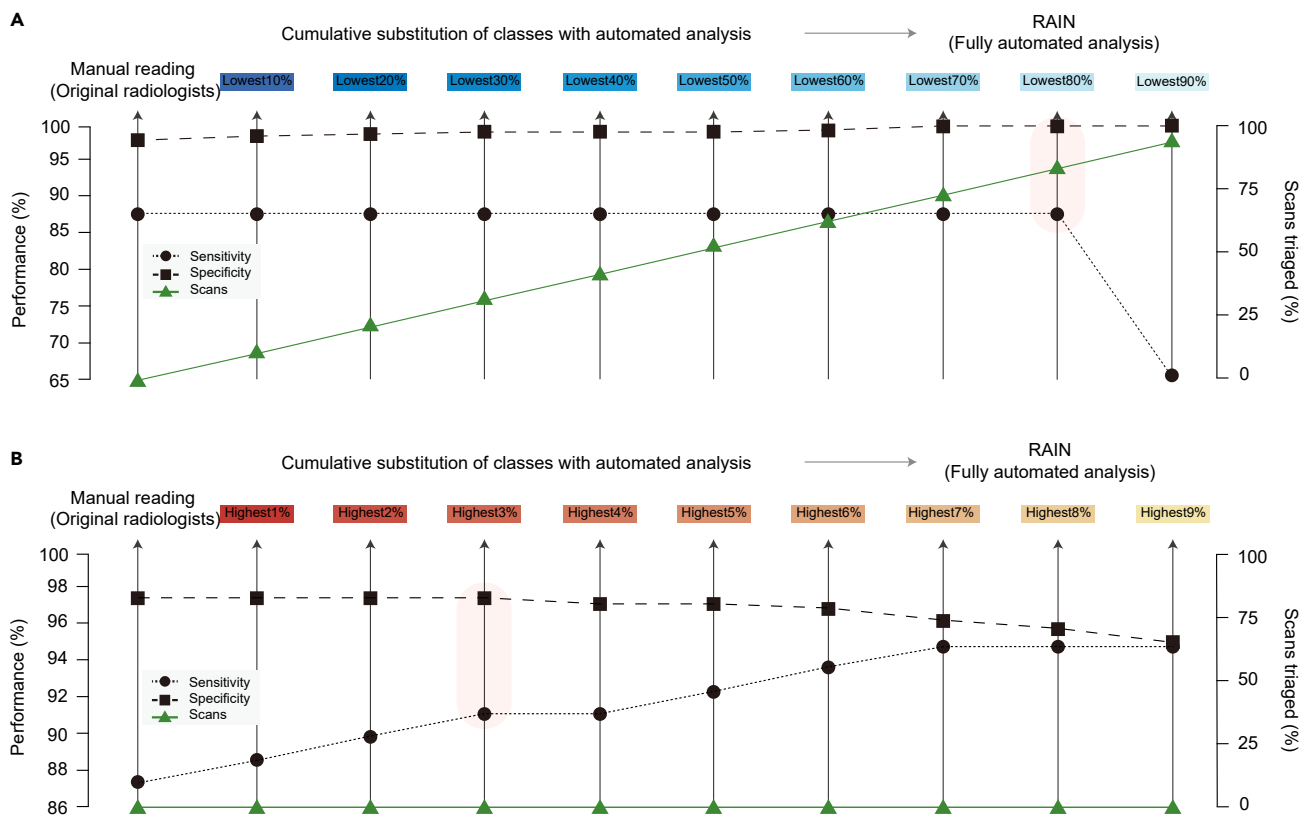 A
Cumulative substitution of classes with automated analysis
RAIN
(Fully automated analysis)
Manual reading
(Original radiologists)
Lowest10%
Lowest20%
Lowest30%
Lowest40%
Lowest50%
Lowest60%
Lowest70%
Lowest80%
Lowest90%
100
95
90
85
80
75
70
65
Performance (%)
Sensitivity
Specificity
Scans
100
75
50
25
0
Scans triaged (%)
B
Cumulative substitution of classes with automated analysis
RAIN
(Fully automated analysis)
Manual reading
(Original radiologists)
Highest1%
Highest2%
Highest3%
Highest4%
Highest5%
Highest6%
Highest7%
Highest8%
Highest9%
100
98
96
94
92
90
88
86
Performance (%)
Sensitivity
Specificity
Scans
100
75
50
25
0
Scans triaged (%)